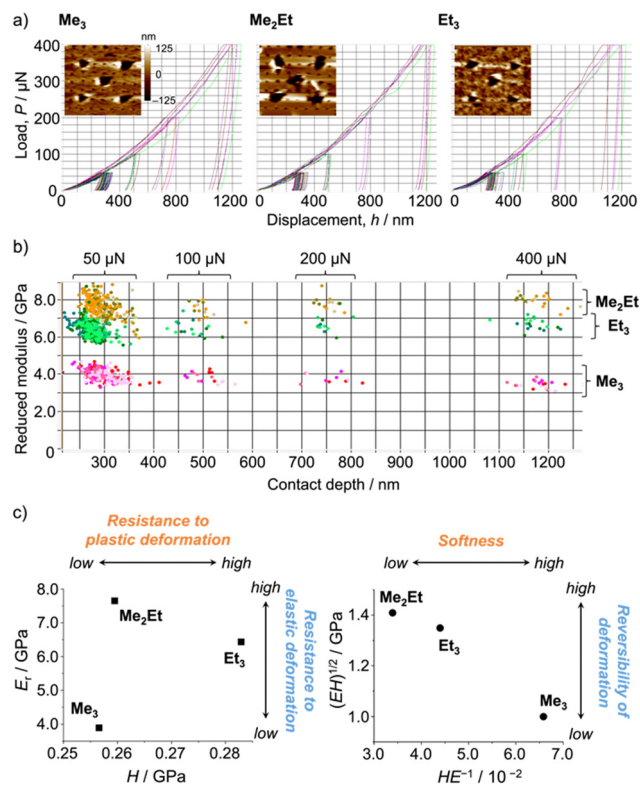 a) Me3 Me2Et Et3
nm
125
−125
Load, P / µN
400
300
200
100
0
0 400 800 1200 0 400 800 1200 0 400 800 1200
Displacement, h / nm
b) 50 µN 100 µN 200 µN 400 µN
Reduced modulus / GPa
8.0
6.0
4.0
2.0
0
Me2Et
Et3
Me3
300 400 500 600 700 800 900 1000 1100 1200
Contact depth / nm
c)
Resistance to
plastic deformation
low high
Er / GPa
8.0
7.0
6.0
5.0
4.0
Me2Et
Et3
Me3
0.25 0.26 0.27 0.28
H / GPa
high
low
Resistance to
elastic deformation
Softness
low high
(EH)1/2 / GPa
1.4
1.2
1.0
Me2Et
Et3
Me3
3.0 4.0 5.0 6.0 7.0
HE−1 / 10−2
high
low
Reversibility of
deformation